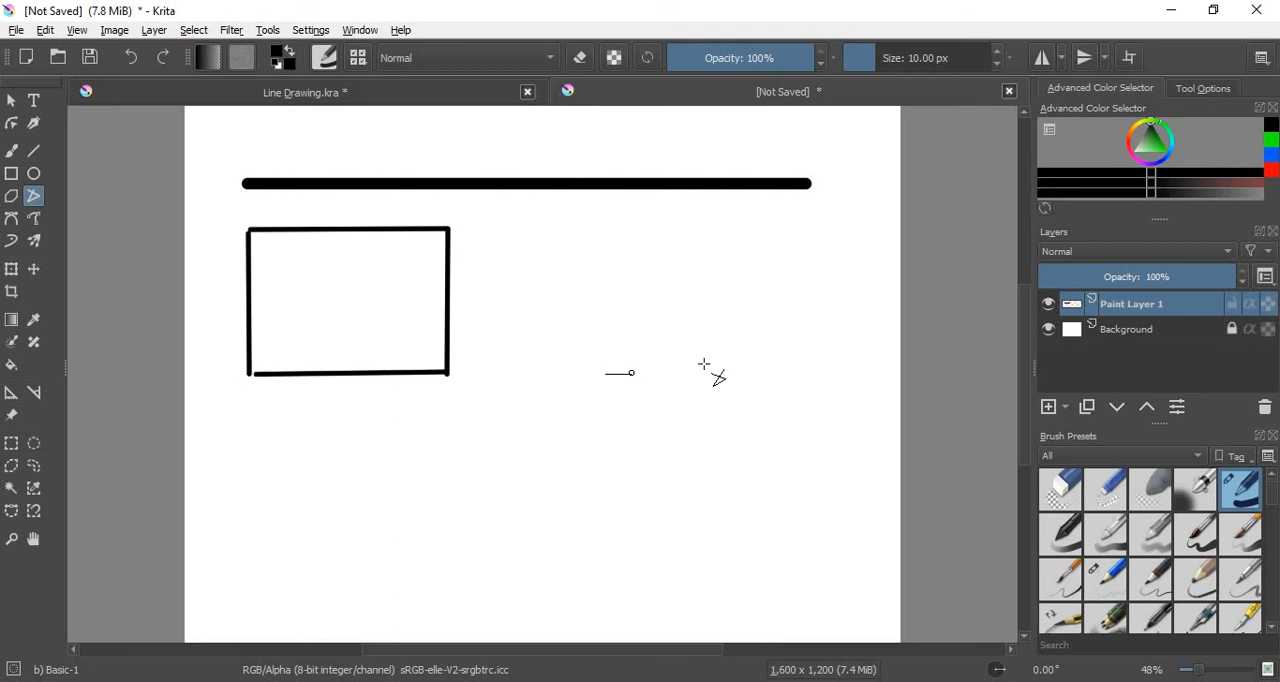 [Not Saved] (7.8 MiB) * - Krita
File Edit View Image Layer Select Filter Tools Settings Window Help
Normal
Opacity: 100%
Size: 10.00 px
Line Drawing.kra *
[Not Saved] *
Advanced Color Selector
Tool Options
Advanced Color Selector
Layers
Normal
Opacity: 100%
Paint Layer 1
Background
Brush Presets
All
Tag
Search
b) Basic-1
RGB/Alpha (8-bit integer/channel) sRGB-elle-V2-srgbtrc.icc
1,600 x 1,200 (7.4 MiB)
0.00°
48%